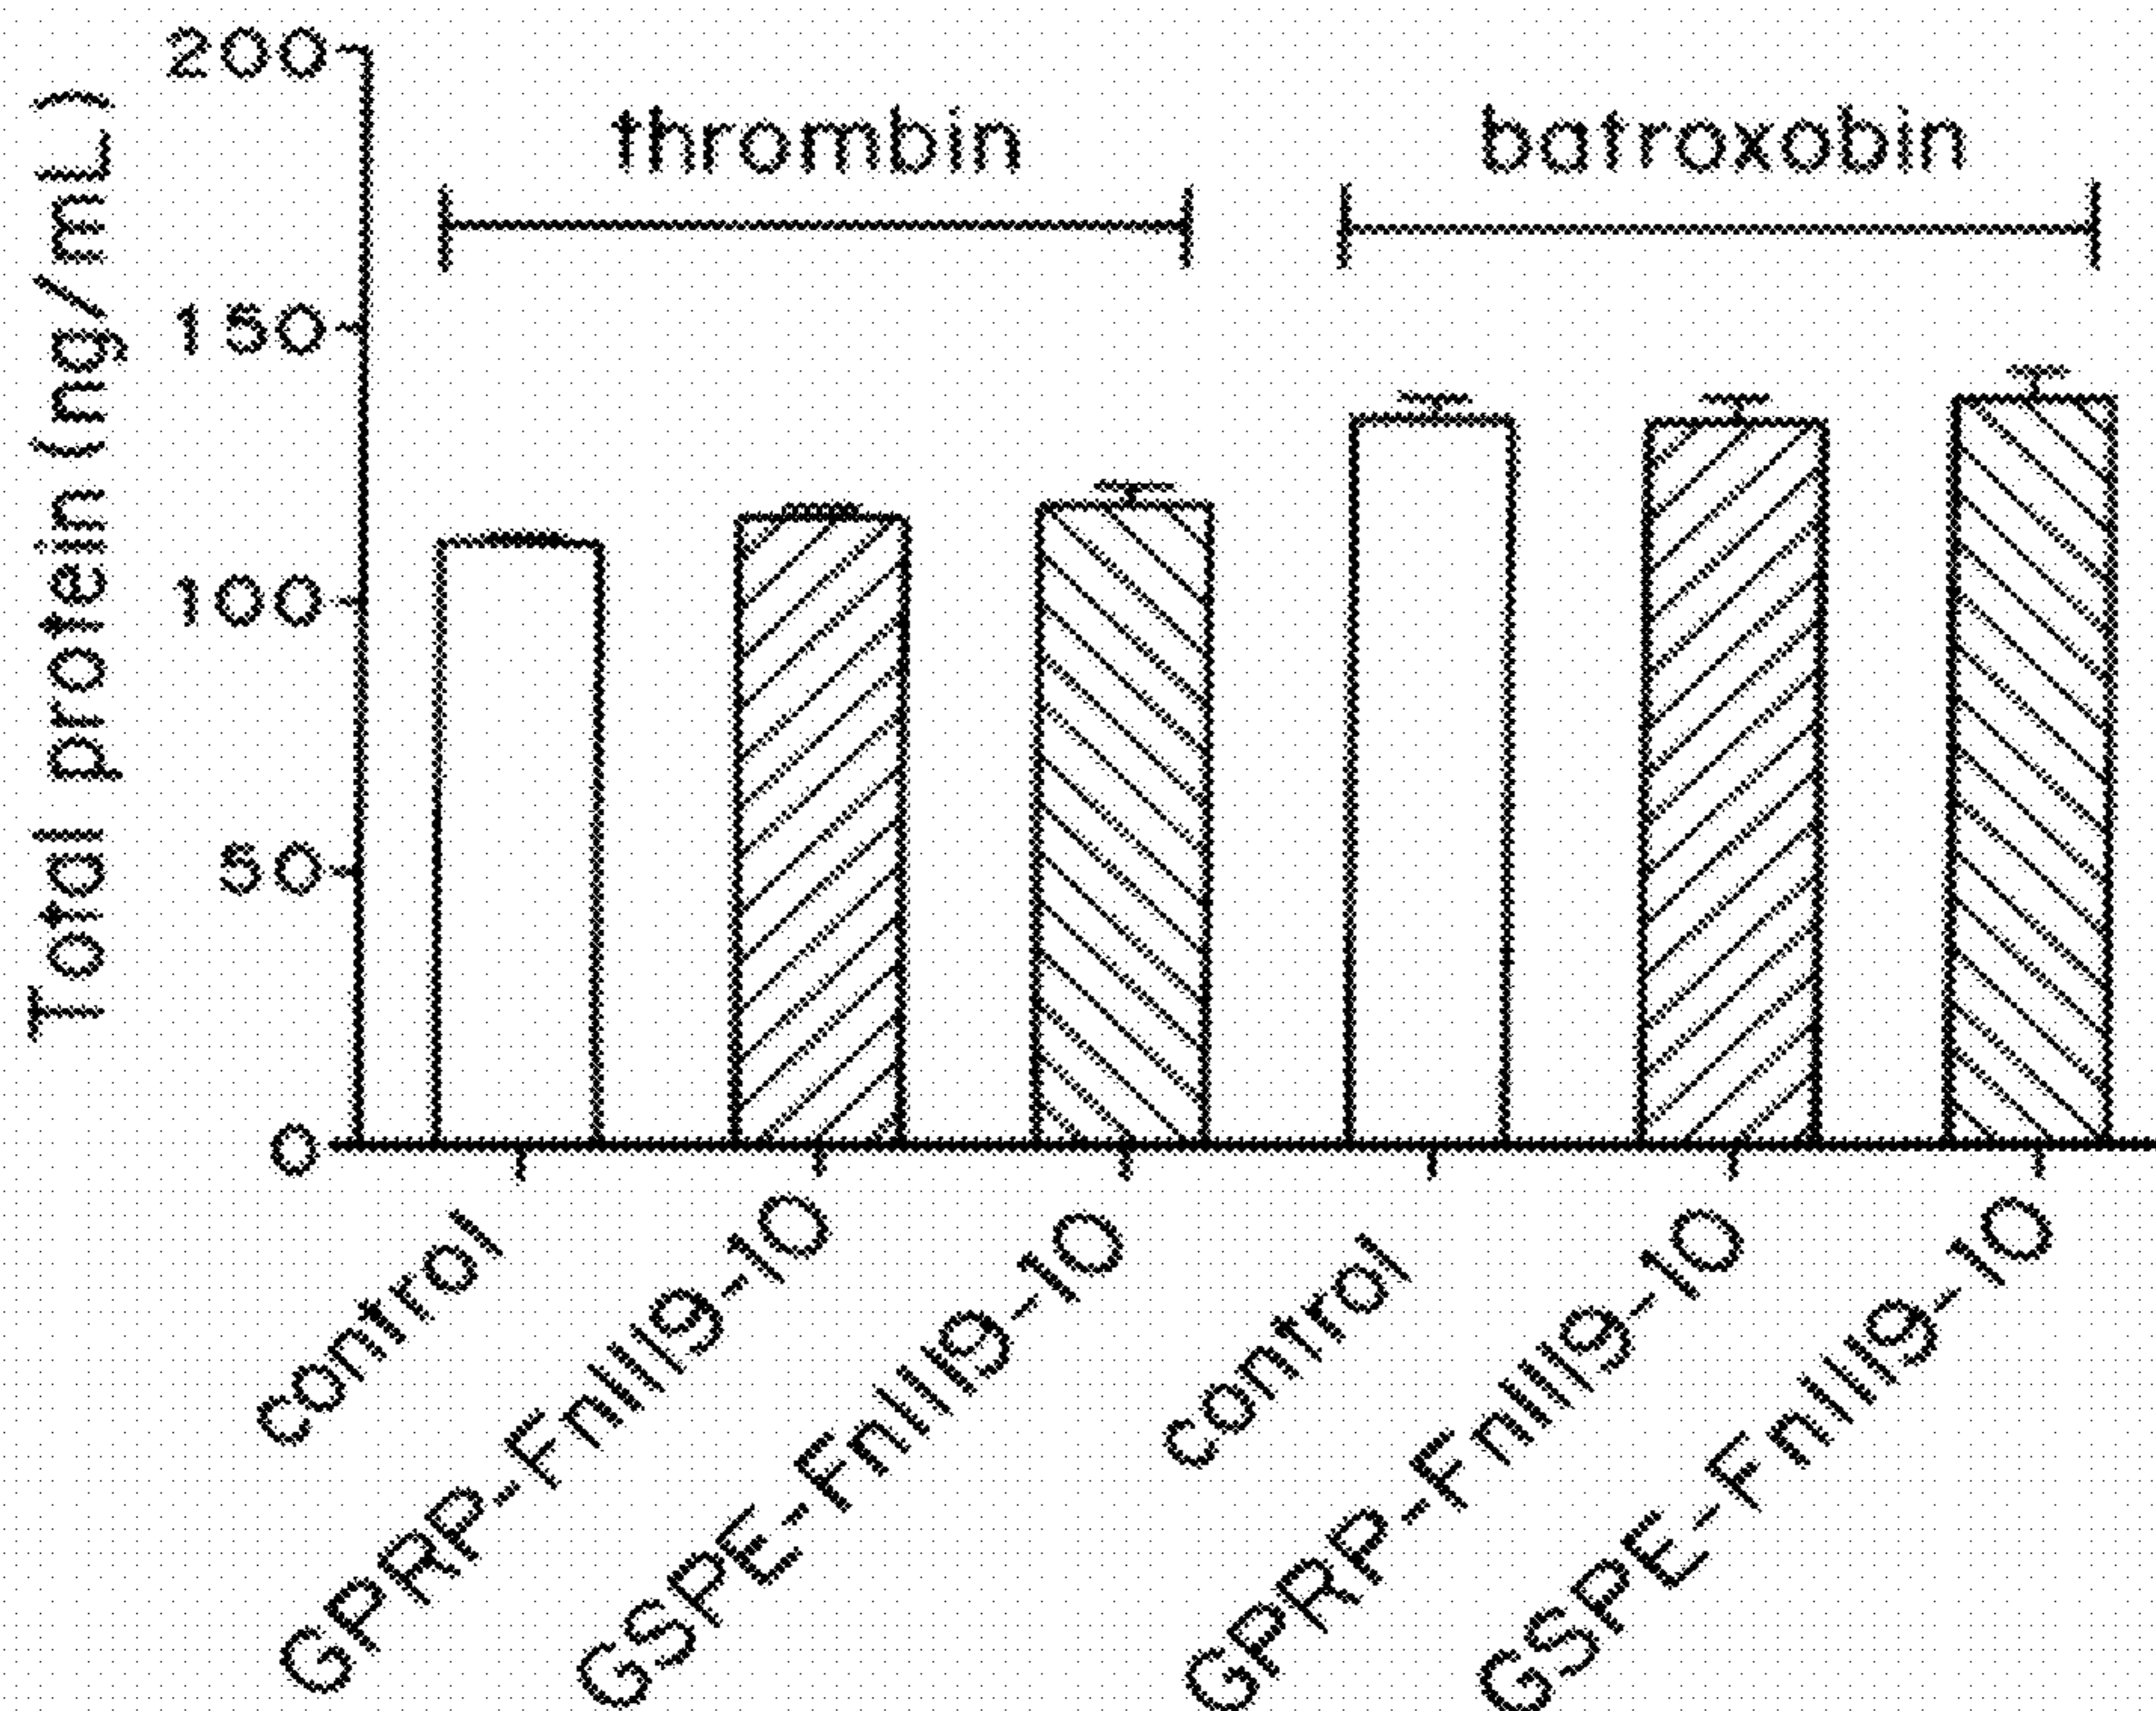 Total protein (ng/mL)
200
150
100
50
0
thrombin
batroxobin
control
GPRP-FnIII9-10
GSPE-FnIII9-10
control
GPRP-FnIII9-10
GSPE-FnIII9-10